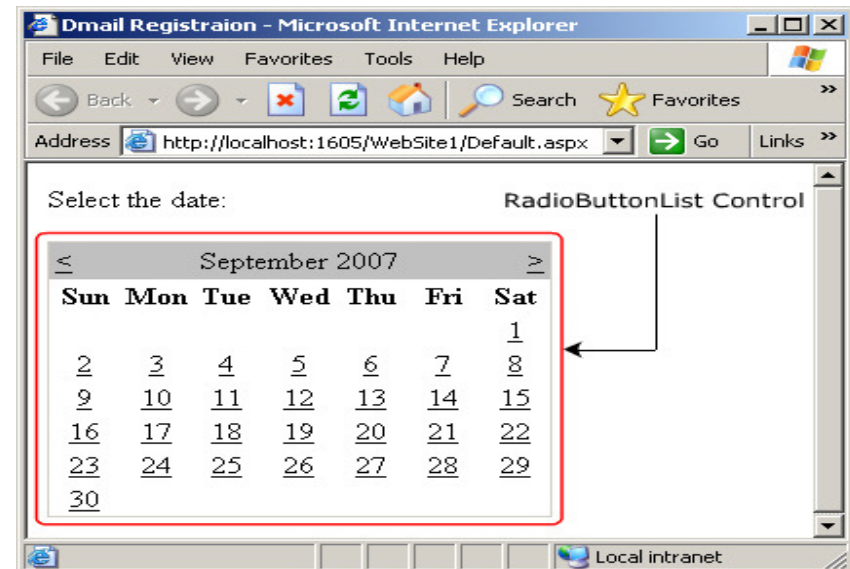 Dmail Registraion - Microsoft Internet Explorer
File Edit View Favorites Tools Help
Back Search Favorites »
Address http://localhost:1605/WebSite1/Default.aspx Go Links »
Select the date:
RadioButtonList Control
< September 2007 >
Sun Mon Tue Wed Thu Fri Sat
1
2 3 4 5 6 7 8
9 10 11 12 13 14 15
16 17 18 19 20 21 22
23 24 25 26 27 28 29
30
Local intranet